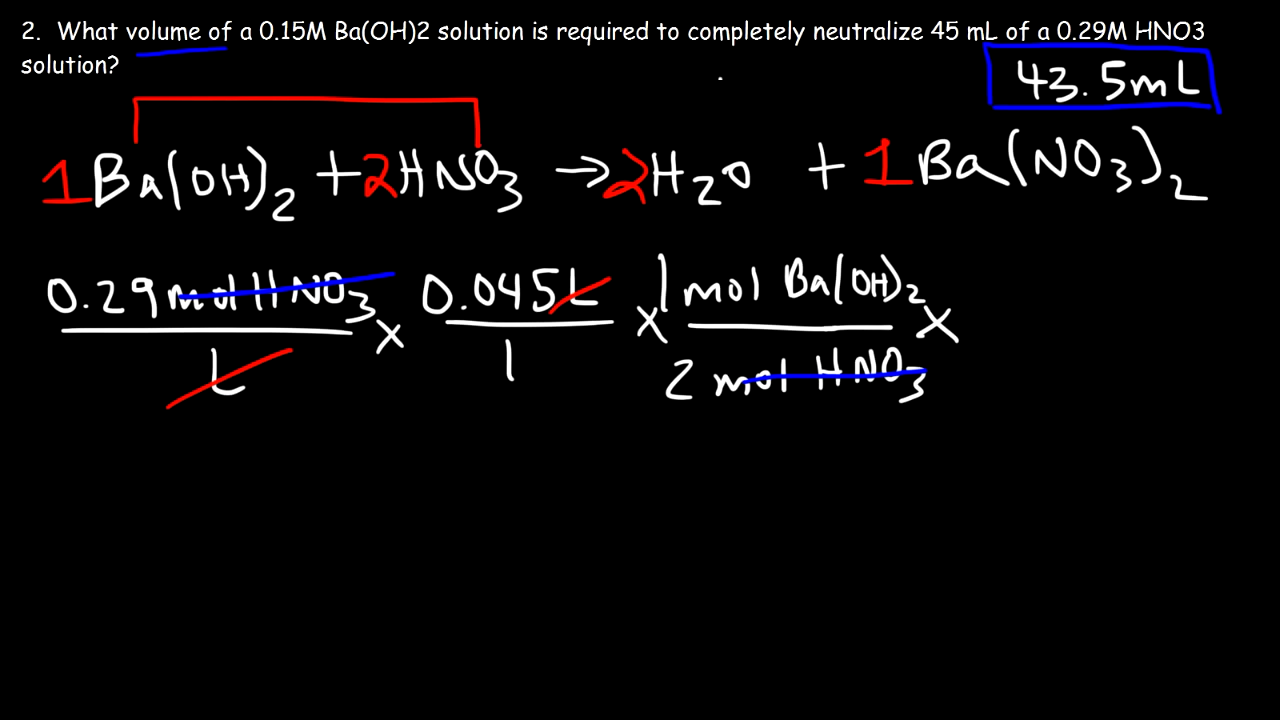 2. What volume of a 0.15M Ba(OH)2 solution is required to completely neutralize 45 mL of a 0.29M HNO3
solution?
43.5mL
1Ba(OH)2 + 2HNO3 → 2H2O + 1Ba(NO3)2
0.29 mol HNO3 x 0.045L x 1 mol Ba(OH)2 x
L 1 2 mol HNO3